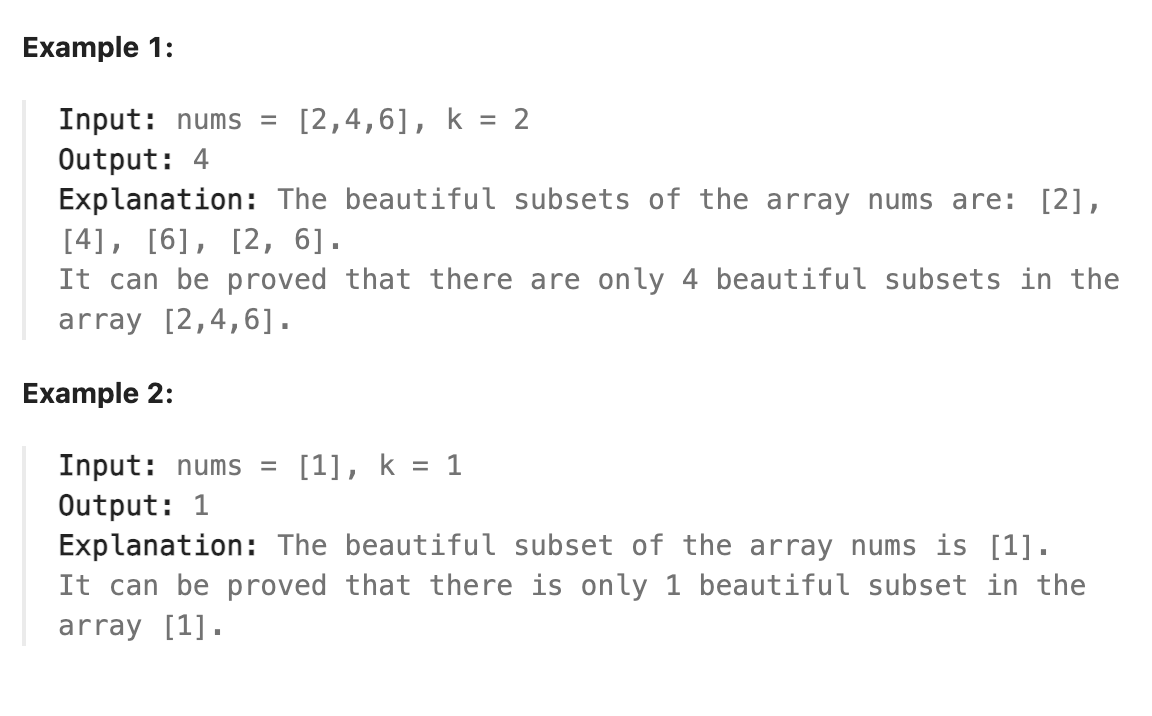 Example 1:
Input: nums = [2,4,6], k = 2
Output: 4
Explanation: The beautiful subsets of the array nums are: [2],
[4], [6], [2, 6].
It can be proved that there are only 4 beautiful subsets in the
array [2,4,6].
Example 2:
Input: nums = [1], k = 1
Output: 1
Explanation: The beautiful subset of the array nums is [1].
It can be proved that there is only 1 beautiful subset in the
array [1].